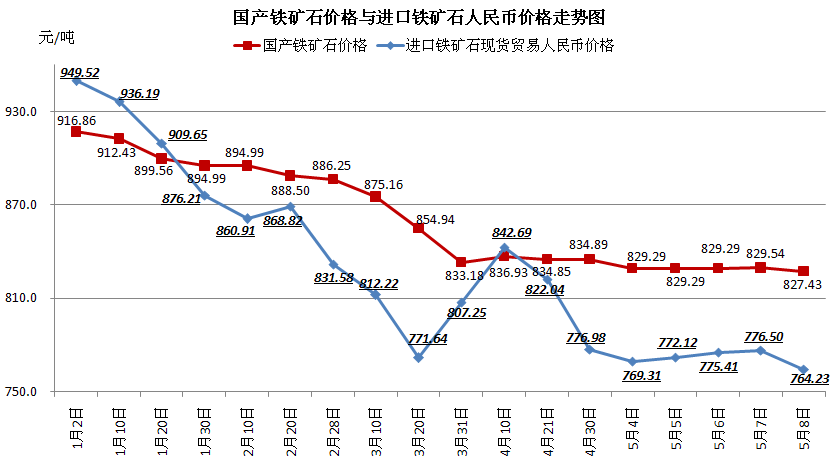 国产铁矿石价格与进口铁矿石人民币价格走势图
元/吨
国产铁矿石价格 进口铁矿石现货贸易人民币价格
949.52
936.19
930.0
916.86
912.43
909.65
899.56
894.99
894.99
886.25
888.50
875.16
876.21
870.0
868.82
860.91
854.94
842.69
834.89
829.29
829.29
829.54
831.58
833.18
836.93
834.85
829.29
827.43
822.04
812.22
807.25
810.0
771.64
776.98
769.31
772.12
775.41
776.50
764.23
750.0
1月2日
1月10日
1月20日
1月30日
2月10日
2月20日
2月28日
3月10日
3月20日
3月31日
4月10日
4月21日
4月30日
5月4日
5月5日
5月6日
5月7日
5月8日